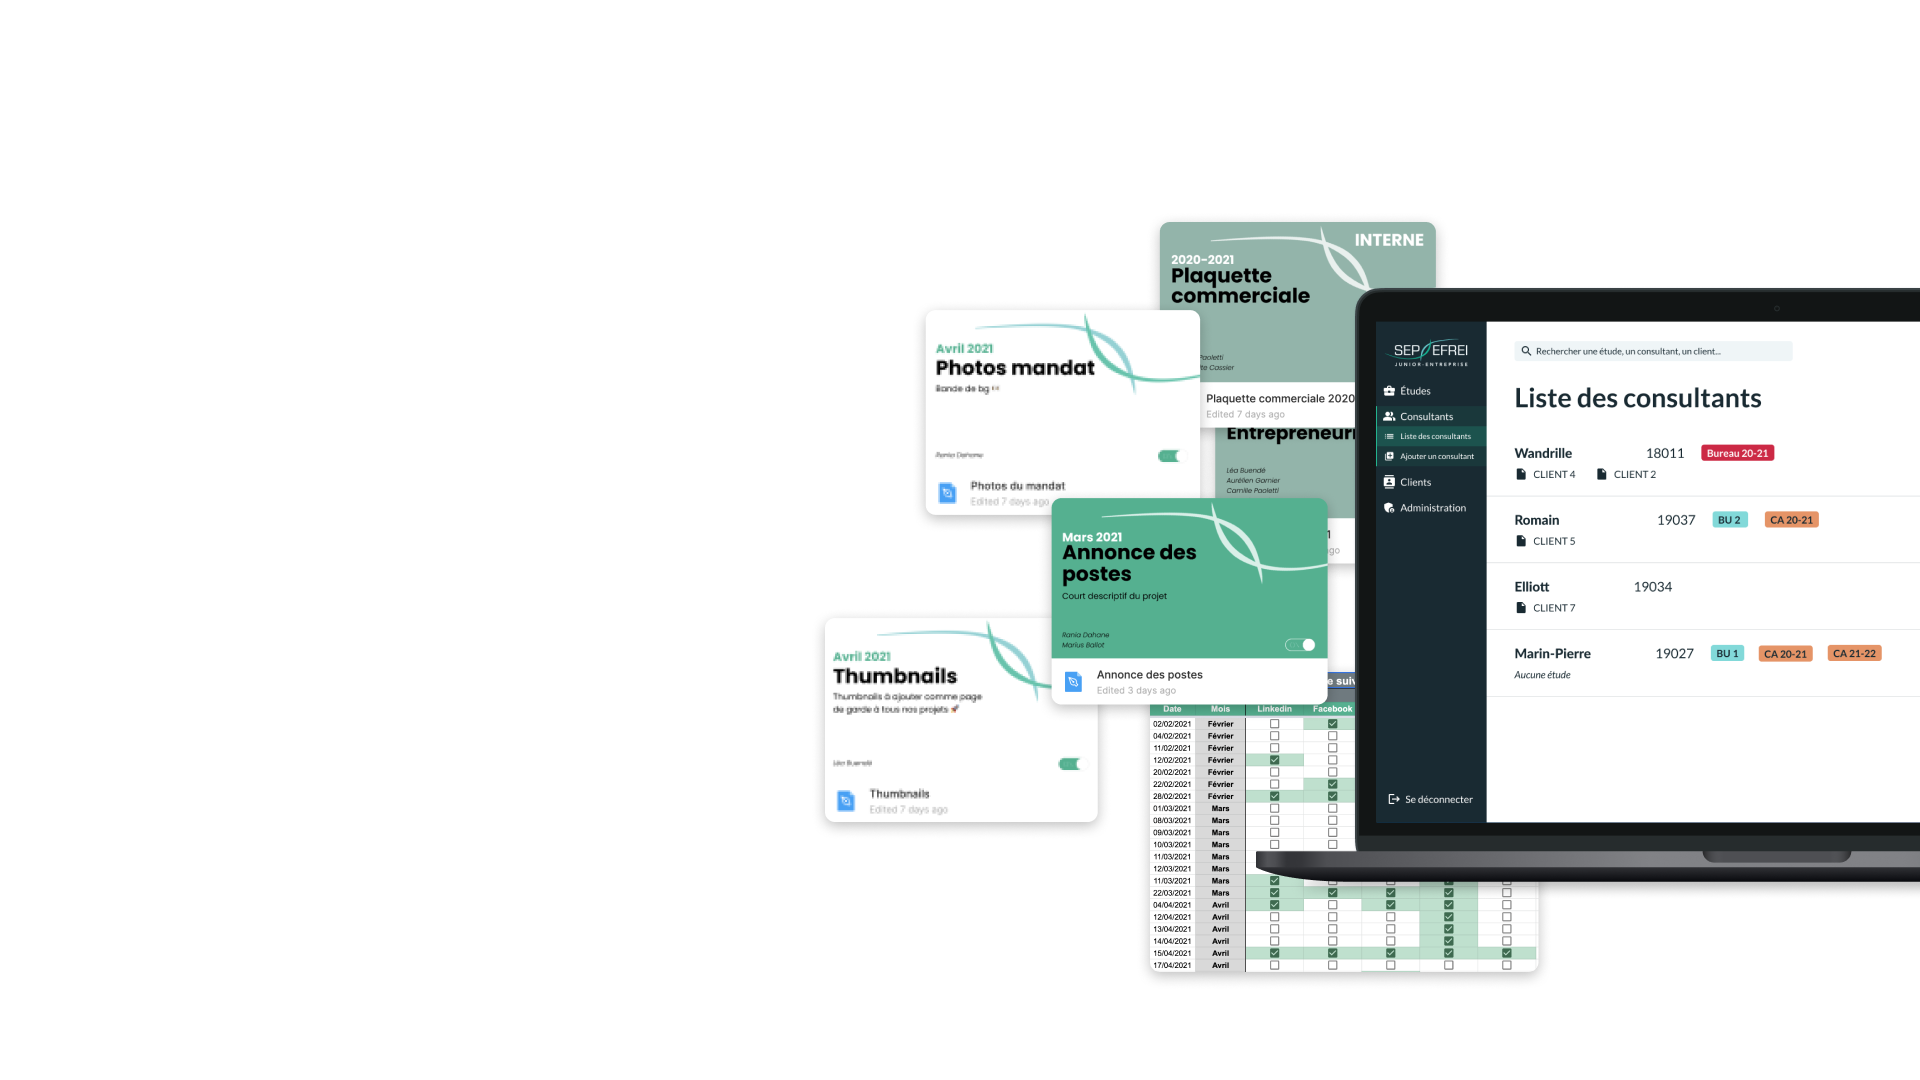 INTERNE
2020-2021
Plaquette
commerciale
Paoletti
te Cassier
Plaquette commerciale 2020
Edited 7 days ago
Avril 2021
Photos mandat
Bande de bg
Rania Dahane
Photos du mandat
Edited 7 days ago
Entrepreneuri
Léa Buendé
Aurélien Garnier
Camille Paoletti
1
go
Mars 2021
Annonce des
postes
Court descriptif du projet
Rania Dahane
Marius Ballot
Annonce des postes
Edited 3 days ago
Avril 2021
Thumbnails
Thumbnails à ajouter comme page
de garde à tous nos projets 🚀
Léa Buendé
Thumbnails
Edited 7 days ago
e suiv
Date Mois Linkedin Facebook
02/02/2021 Février
04/02/2021 Février
11/02/2021 Février
12/02/2021 Février
20/02/2021 Février
22/02/2021 Février
28/02/2021 Février
01/03/2021 Mars
08/03/2021 Mars
09/03/2021 Mars
10/03/2021 Mars
11/03/2021 Mars
12/03/2021 Mars
11/03/2021 Mars
22/03/2021 Mars
04/04/2021 Avril
12/04/2021 Avril
13/04/2021 Avril
14/04/2021 Avril
15/04/2021 Avril
17/04/2021 Avril
SEP EFREI
JUNIOR-ENTREPRISE
Études
Consultants
Liste des consultants
Ajouter un consultant
Clients
Administration
Se déconnecter
Rechercher une étude, un consultant, un client...
Liste des consultants
Wandrille 18011 Bureau 20-21
CLIENT 4 CLIENT 2
Romain 19037 BU 2 CA 20-21
CLIENT 5
Elliott 19034
CLIENT 7
Marin-Pierre 19027 BU 1 CA 20-21 CA 21-22
Aucune étude